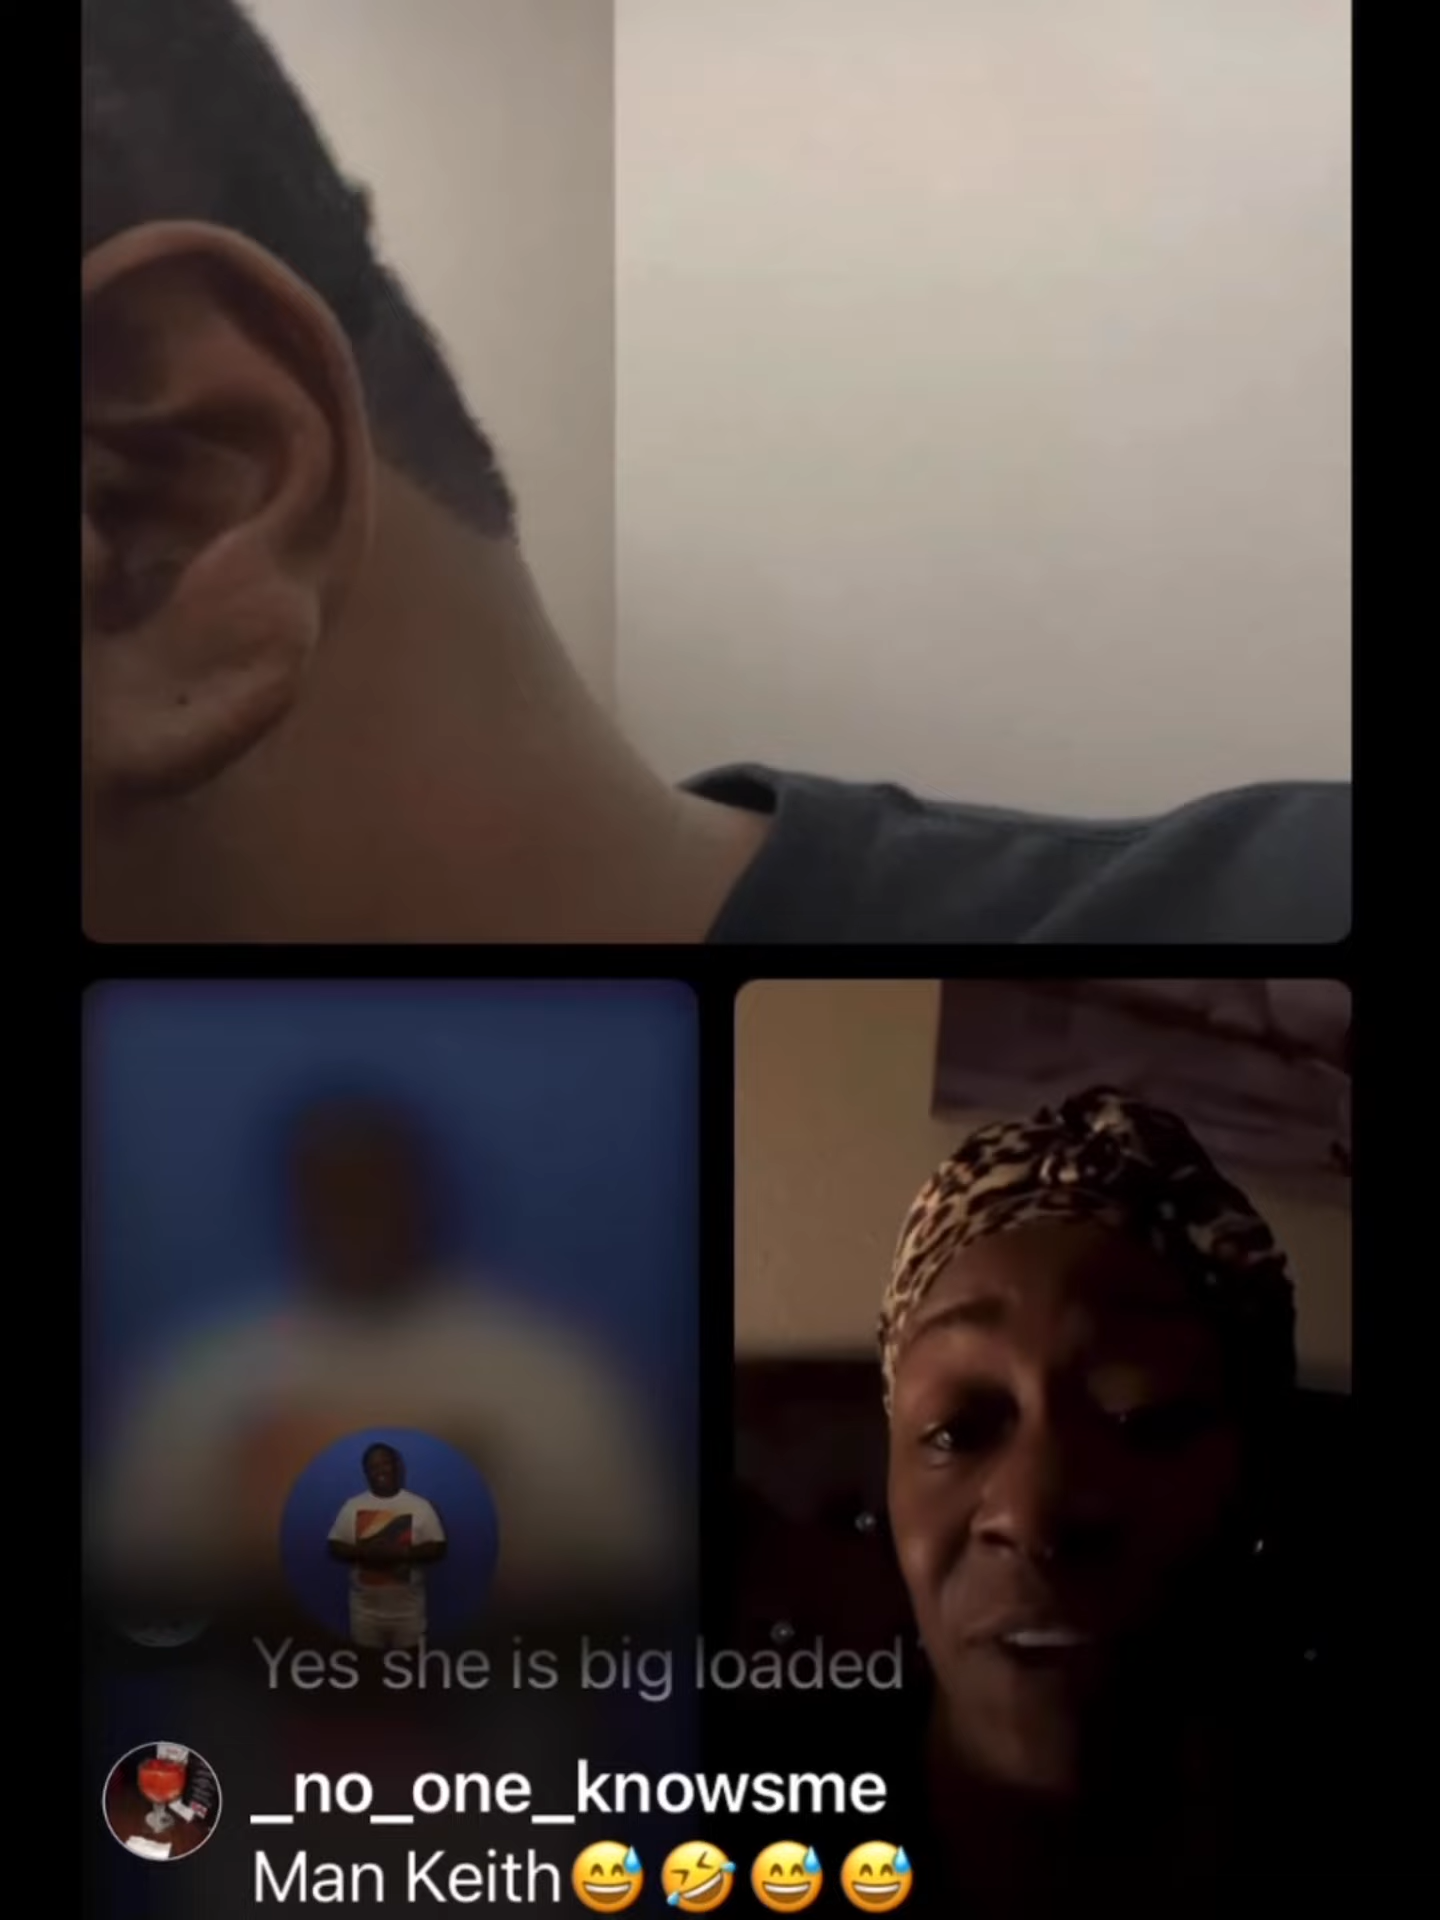 Yes she is big loaded
_no_one_knowsme
Man Keith😅🤣😅😅